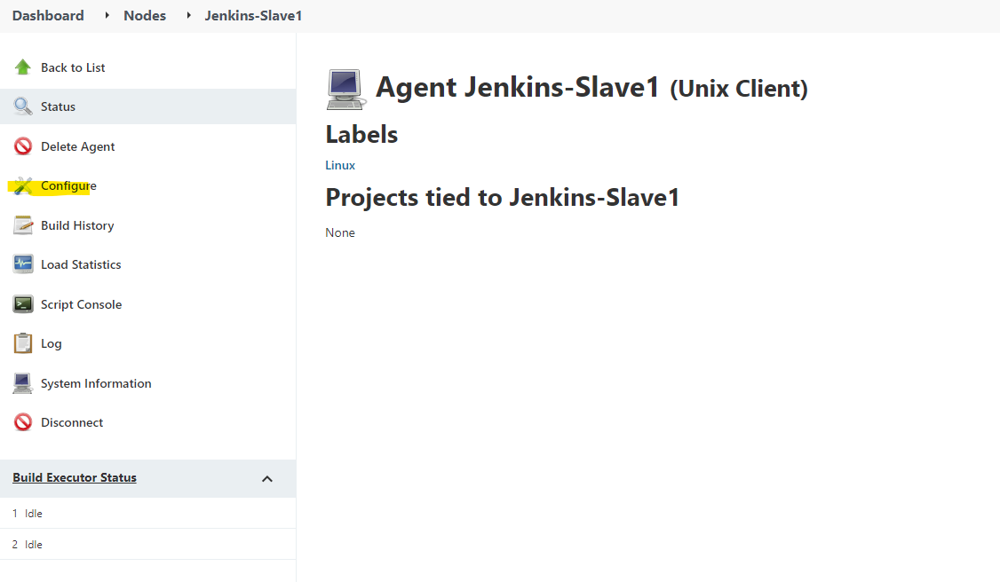 Dashboard Nodes Jenkins-Slave1
Back to List
Status
Delete Agent
Configure
Build History
Load Statistics
Script Console
Log
System Information
Disconnect
Build Executor Status
1 Idle
2 Idle
Agent Jenkins-Slave1 (Unix Client)
Labels
Linux
Projects tied to Jenkins-Slave1
None